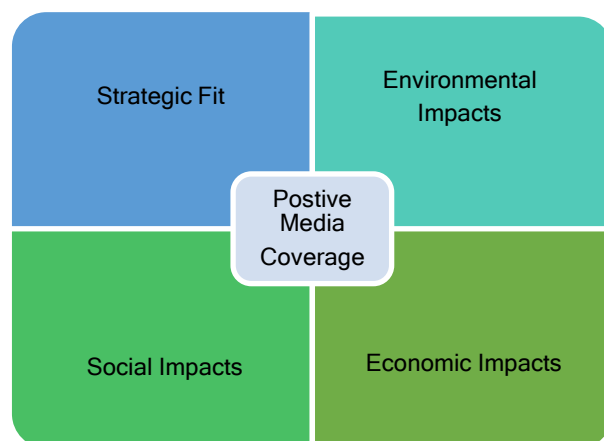 Strategic Fit
Environmental
Impacts
Postive
Media
Coverage
Social Impacts
Economic Impacts